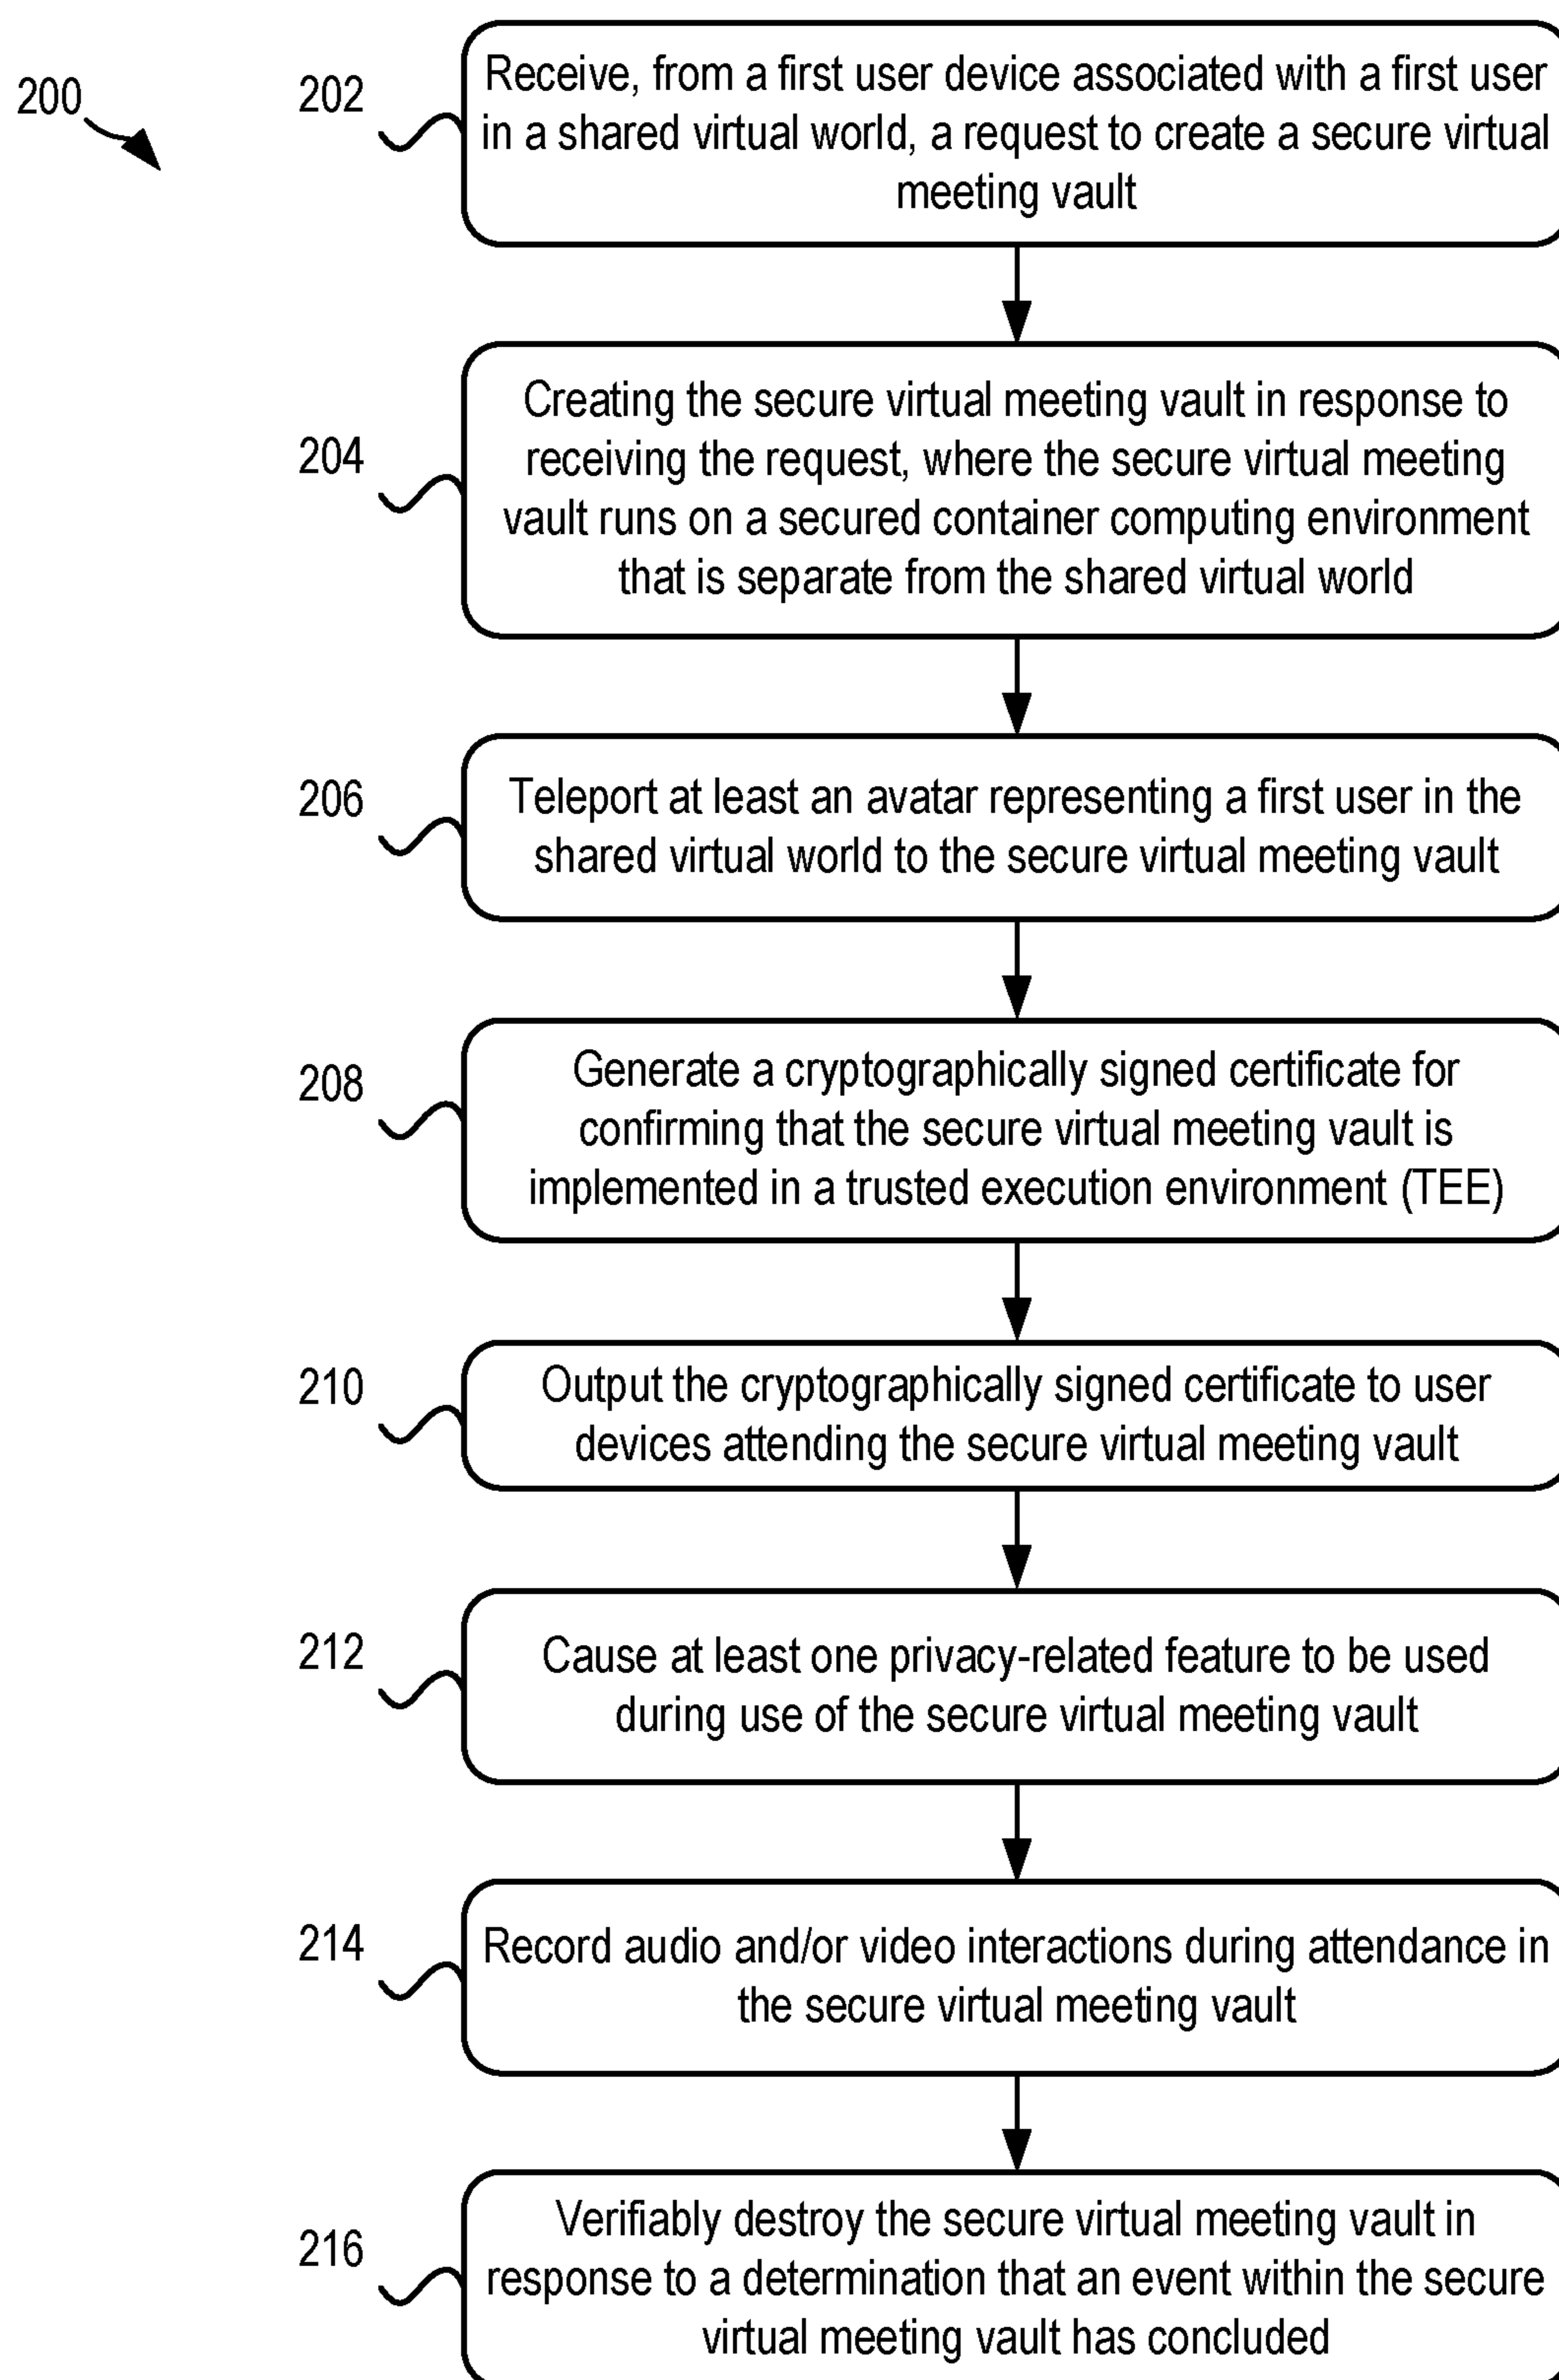 200
202
Receive, from a first user device associated with a first user
in a shared virtual world, a request to create a secure virtual
meeting vault
204
Creating the secure virtual meeting vault in response to
receiving the request, where the secure virtual meeting
vault runs on a secured container computing environment
that is separate from the shared virtual world
206
Teleport at least an avatar representing a first user in the
shared virtual world to the secure virtual meeting vault
208
Generate a cryptographically signed certificate for
confirming that the secure virtual meeting vault is
implemented in a trusted execution environment (TEE)
210
Output the cryptographically signed certificate to user
devices attending the secure virtual meeting vault
212
Cause at least one privacy-related feature to be used
during use of the secure virtual meeting vault
214
Record audio and/or video interactions during attendance in
the secure virtual meeting vault
216
Verifiably destroy the secure virtual meeting vault in
response to a determination that an event within the secure
virtual meeting vault has concluded